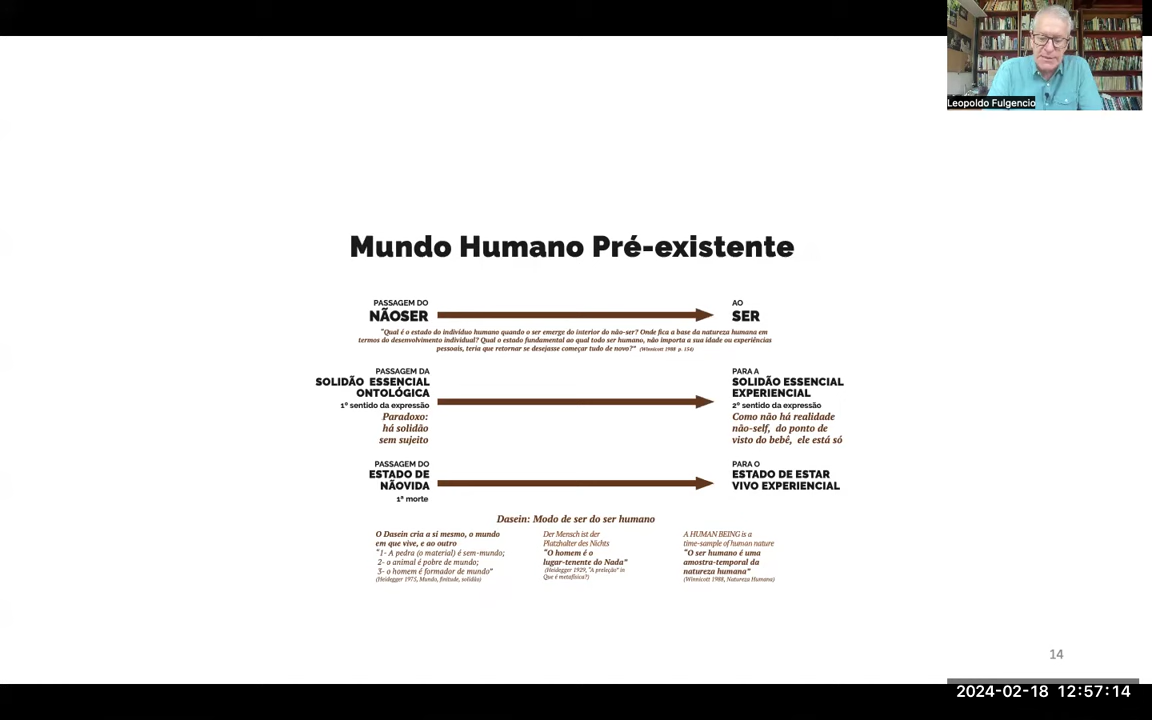 Leopoldo Fulgencio
Mundo Humano Pré-existente
PASSAGEM DO
NÃOSER
AO
SER
"Qual é o estado do indivíduo humano quando o ser emerge do interior do não-ser? Onde fica a base da natureza humana em
termos do desenvolvimento individual? Qual o estado fundamental ao qual todo ser humano, não importa a sua idade ou experiências
pessoais, teria que retornar se desejasse começar tudo de novo?" (Winnicott 1988 p. 154)
PASSAGEM DA
SOLIDÃO ESSENCIAL
ONTOLÓGICA
1º sentido da expressão
Paradoxo:
há solidão
sem sujeito
PARA A
SOLIDÃO ESSENCIAL
EXPERIENCIAL
2º sentido da expressão
Como não há realidade
não-self, do ponto de
visto do bebê, ele está só
PASSAGEM DO
ESTADO DE
NÃOVIDA
1ª morte
PARA O
ESTADO DE ESTAR
VIVO EXPERIENCIAL
Dasein: Modo de ser do ser humano
O Dasein cria a si mesmo, o mundo
em que vive, e ao outro
"1- A pedra (o material) é sem-mundo;
2- o animal é pobre de mundo;
3- o homem é formador de mundo"
(Heidegger 1975, Mundo, finitude, solidão)
Der Mensch ist der
Platzhalter des Nichts
"O homem é o
lugar-tenente do Nada"
(Heidegger 1929, "A preleção" in
Que é metafísica?)
A HUMAN BEING is a
time-sample of human nature
"O ser humano é uma
amostra-temporal da
natureza humana"
(Winnicott 1988, Natureza Humana)
14
2024-02-18 12:57:14